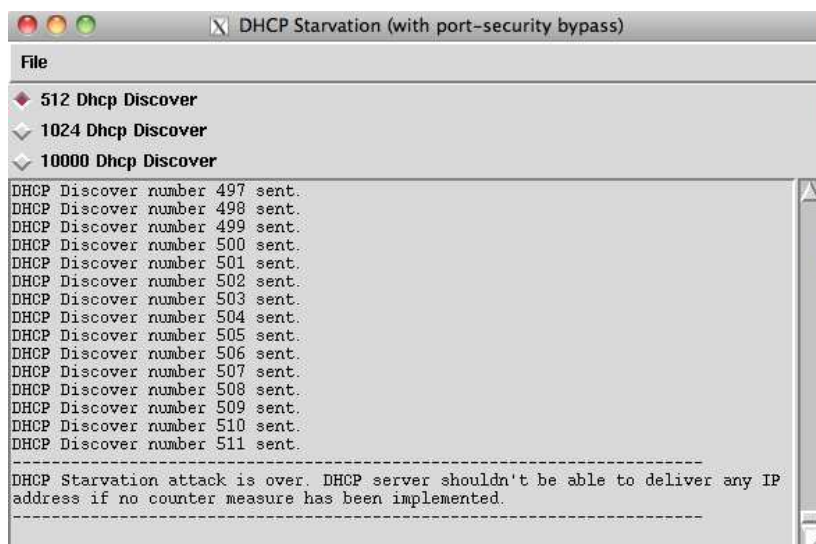 DHCP Starvation (with port-security bypass)
File
512 Dhcp Discover
1024 Dhcp Discover
10000 Dhcp Discover
DHCP Discover number 497 sent.
DHCP Discover number 498 sent.
DHCP Discover number 499 sent.
DHCP Discover number 500 sent.
DHCP Discover number 501 sent.
DHCP Discover number 502 sent.
DHCP Discover number 503 sent.
DHCP Discover number 504 sent.
DHCP Discover number 505 sent.
DHCP Discover number 506 sent.
DHCP Discover number 507 sent.
DHCP Discover number 508 sent.
DHCP Discover number 509 sent.
DHCP Discover number 510 sent.
DHCP Discover number 511 sent.
----------------------------------------------------------------------
DHCP Starvation attack is over. DHCP server shouldn't be able to deliver any IP
address if no counter measure has been implemented.
----------------------------------------------------------------------